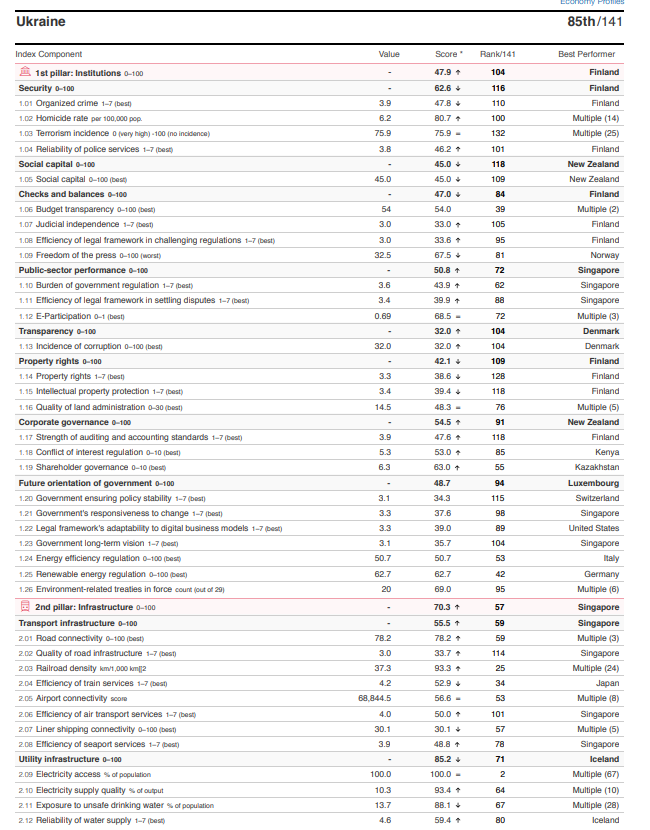 Economy Profiles
Ukraine 85th/141
Index Component Value Score * Rank/141 Best Performer
1st pillar: Institutions 0–100 - 47.9 ↑ 104 Finland
Security 0–100 - 62.6 ↓ 116 Finland
1.01 Organized crime 1–7 (best) 3.9 47.8 ↓ 110 Finland
1.02 Homicide rate per 100,000 pop. 6.2 80.7 ↑ 100 Multiple (14)
1.03 Terrorism incidence 0 (very high) -100 (no incidence) 75.9 75.9 = 132 Multiple (25)
1.04 Reliability of police services 1–7 (best) 3.8 46.2 ↑ 101 Finland
Social capital 0–100 - 45.0 ↓ 118 New Zealand
1.05 Social capital 0–100 (best) 45.0 45.0 ↓ 109 New Zealand
Checks and balances 0–100 - 47.0 ↓ 84 Finland
1.06 Budget transparency 0–100 (best) 54 54.0 39 Multiple (2)
1.07 Judicial independence 1–7 (best) 3.0 33.0 ↑ 105 Finland
1.08 Efficiency of legal framework in challenging regulations 1–7 (best) 3.0 33.6 ↑ 95 Finland
1.09 Freedom of the press 0–100 (worst) 32.5 67.5 ↓ 81 Norway
Public-sector performance 0–100 - 50.8 ↑ 72 Singapore
1.10 Burden of government regulation 1–7 (best) 3.6 43.9 ↑ 62 Singapore
1.11 Efficiency of legal framework in settling disputes 1–7 (best) 3.4 39.9 ↑ 88 Singapore
1.12 E-Participation 0–1 (best) 0.69 68.5 = 72 Multiple (3)
Transparency 0–100 - 32.0 ↑ 104 Denmark
1.13 Incidence of corruption 0–100 (best) 32.0 32.0 ↑ 104 Denmark
Property rights 0–100 - 42.1 ↓ 109 Finland
1.14 Property rights 1–7 (best) 3.3 38.6 ↓ 128 Finland
1.15 Intellectual property protection 1–7 (best) 3.4 39.4 ↓ 118 Finland
1.16 Quality of land administration 0–30 (best) 14.5 48.3 = 76 Multiple (5)
Corporate governance 0–100 - 54.5 ↑ 91 New Zealand
1.17 Strength of auditing and accounting standards 1–7 (best) 3.9 47.6 ↑ 118 Finland
1.18 Conflict of interest regulation 0–10 (best) 5.3 53.0 ↑ 85 Kenya
1.19 Shareholder governance 0–10 (best) 6.3 63.0 ↑ 55 Kazakhstan
Future orientation of government 0–100 - 48.7 94 Luxembourg
1.20 Government ensuring policy stability 1–7 (best) 3.1 34.3 115 Switzerland
1.21 Government's responsiveness to change 1–7 (best) 3.3 37.6 98 Singapore
1.22 Legal framework's adaptability to digital business models 1–7 (best) 3.3 39.0 89 United States
1.23 Government long-term vision 1–7 (best) 3.1 35.7 104 Singapore
1.24 Energy efficiency regulation 0–100 (best) 50.7 50.7 53 Italy
1.25 Renewable energy regulation 0–100 (best) 62.7 62.7 42 Germany
1.26 Environment-related treaties in force count (out of 29) 20 69.0 95 Multiple (6)
2nd pillar: Infrastructure 0–100 - 70.3 ↑ 57 Singapore
Transport infrastructure 0–100 - 55.5 ↑ 59 Singapore
2.01 Road connectivity 0–100 (best) 78.2 78.2 ↑ 59 Multiple (3)
2.02 Quality of road infrastructure 1–7 (best) 3.0 33.7 ↑ 114 Singapore
2.03 Railroad density km/1,000 km[]2 37.3 93.3 ↑ 25 Multiple (24)
2.04 Efficiency of train services 1–7 (best) 4.2 52.9 ↓ 34 Japan
2.05 Airport connectivity score 68,844.5 56.6 = 53 Multiple (8)
2.06 Efficiency of air transport services 1–7 (best) 4.0 50.0 ↑ 101 Singapore
2.07 Liner shipping connectivity 0–100 (best) 30.1 30.1 ↓ 57 Multiple (5)
2.08 Efficiency of seaport services 1–7 (best) 3.9 48.8 ↑ 78 Singapore
Utility infrastructure 0–100 - 85.2 ↓ 71 Iceland
2.09 Electricity access % of population 100.0 100.0 = 2 Multiple (67)
2.10 Electricity supply quality % of output 10.3 93.4 ↑ 64 Multiple (10)
2.11 Exposure to unsafe drinking water % of population 13.7 88.1 ↓ 67 Multiple (28)
2.12 Reliability of water supply 1–7 (best) 4.6 59.4 ↑ 80 Iceland